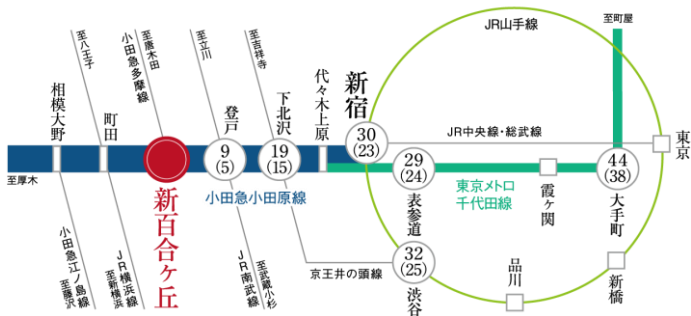 JR山手線
至町屋
至八王子
至唐木田
小田急多摩線
至立川
至吉祥寺
相模大野
町田
登戸
下北沢
代々木上原
新宿
9
(5)
19
(15)
30
(23)
JR中央線・総武線
東京
29
(24)
44
(38)
至厚木
新百合ヶ丘
小田急小田原線
表参道
東京メトロ
千代田線
霞ヶ関
大手町
小田急江ノ島線
至藤沢
JR横浜線
至新横浜
JR南武線
至武蔵小杉
京王井の頭線
32
(25)
渋谷
品川
新橋